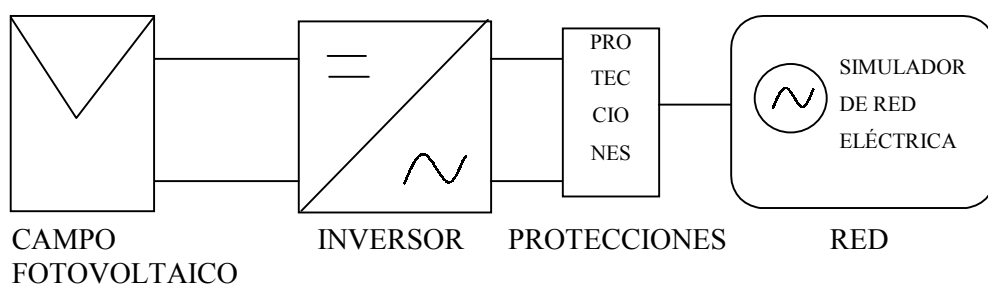 PRO
TEC
CIO
NES
SIMULADOR
DE RED
ELÉCTRICA
CAMPO
FOTOVOLTAICO
INVERSOR
PROTECCIONES
RED